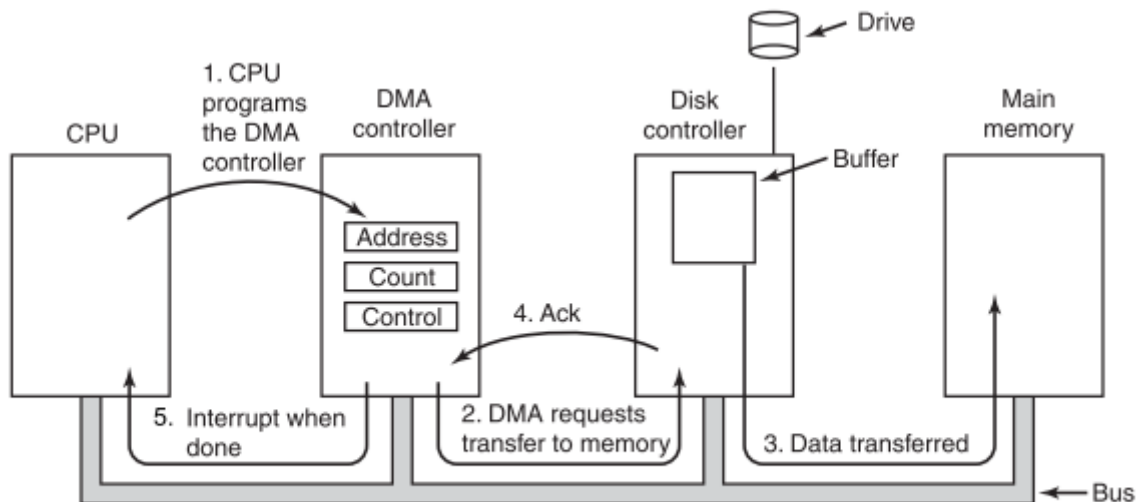 Drive
1. CPU
programs
the DMA
controller
CPU
DMA
controller
Disk
controller
Main
memory
Buffer
Address
Count
Control
4. Ack
5. Interrupt when
done
2. DMA requests
transfer to memory
3. Data transferred
Bus